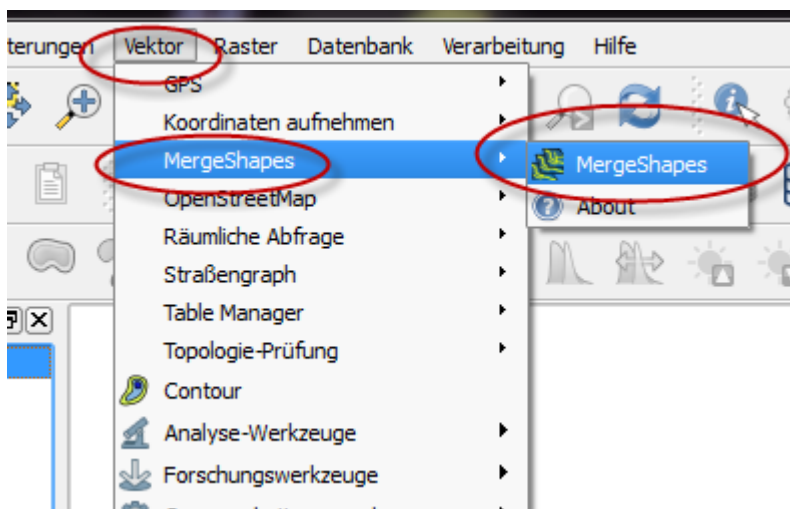 terungen Vektor Raster Datenbank Verarbeitung Hilfe
GPS
Koordinaten aufnehmen
MergeShapes
MergeShapes
OpenStreetMap
About
Räumliche Abfrage
Straßengraph
Table Manager
Topologie-Prüfung
Contour
Analyse-Werkzeuge
Forschungswerkzeuge